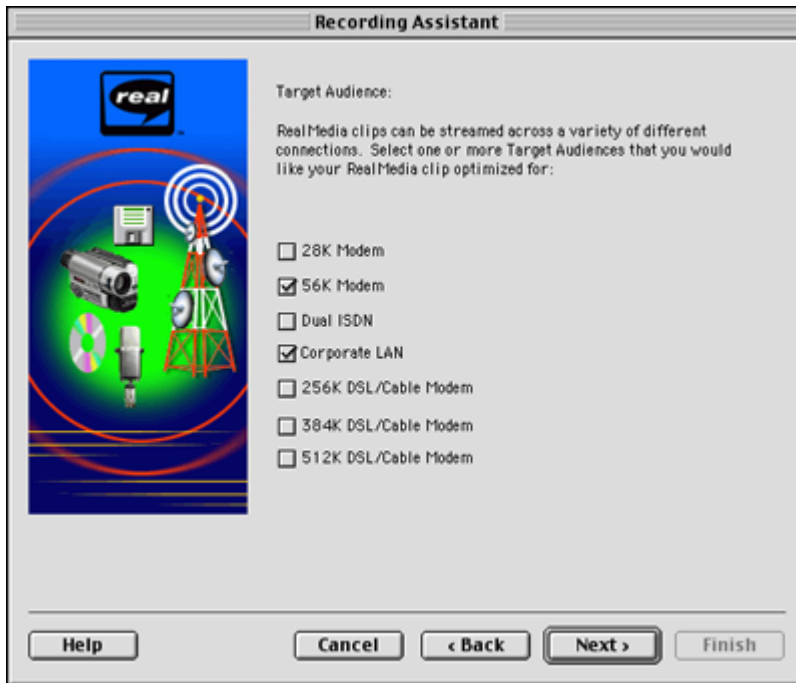 Recording Assistant
real
Target Audience:
RealMedia clips can be streamed across a variety of different
connections. Select one or more Target Audiences that you would
like your RealMedia clip optimized for:
28K Modem
56K Modem
Dual ISDN
Corporate LAN
256K DSL/Cable Modem
384K DSL/Cable Modem
512K DSL/Cable Modem
Help
Cancel
‹ Back
Next ›
Finish